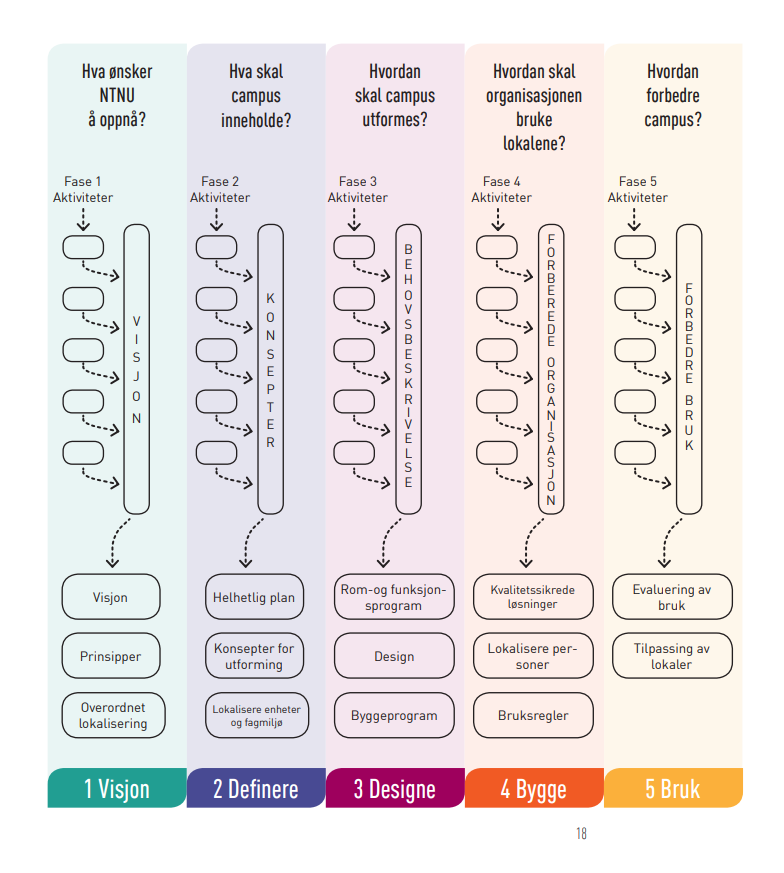 Hva ønsker
NTNU
å oppnå?
Fase 1
Aktiviteter
VISJON
Visjon
Prinsipper
Overordnet
lokalisering
1 Visjon
Hva skal
campus
inneholde?
Fase 2
Aktiviteter
KONSEPTER
Helhetlig plan
Konsepter for
utforming
Lokalisere enheter
og fagmiljø
2 Definere
Hvordan
skal campus
utformes?
Fase 3
Aktiviteter
BEHOVSBESKRIVELSE
Rom-og funksjon-
sprogram
Design
Byggeprogram
3 Designe
Hvordan skal
organisasjonen
bruke
lokalene?
Fase 4
Aktiviteter
FORBEREDE ORGANISASJON
Kvalitetssikrede
løsninger
Lokalisere per-
soner
Bruksregler
4 Bygge
Hvordan
forbedre
campus?
Fase 5
Aktiviteter
FORBEDRE BRUK
Evaluering av
bruk
Tilpassing av
lokaler
5 Bruk
18